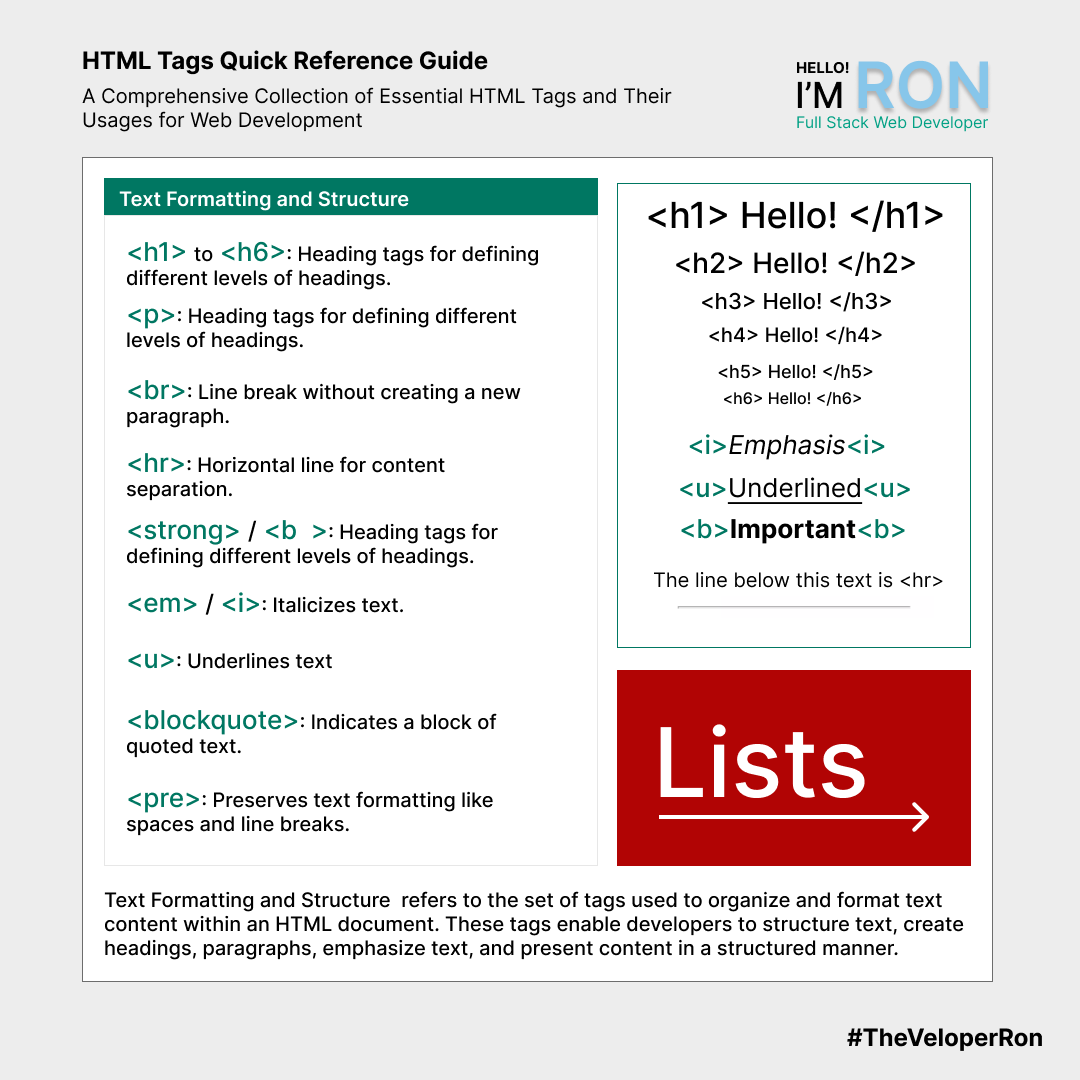 HTML Tags Quick Reference Guide
A Comprehensive Collection of Essential HTML Tags and Their
Usages for Web Development
HELLO!
I'M RON
Full Stack Web Developer
Text Formatting and Structure
<h1> to <h6>: Heading tags for defining
different levels of headings.
<p>: Heading tags for defining different
levels of headings.
<br>: Line break without creating a new
paragraph.
<hr>: Horizontal line for content
separation.
<strong> / <b  >: Heading tags for
defining different levels of headings.
<em> / <i>: Italicizes text.
<u>: Underlines text
<blockquote>: Indicates a block of
quoted text.
<pre>: Preserves text formatting like
spaces and line breaks.
<h1> Hello! </h1>
<h2> Hello! </h2>
<h3> Hello! </h3>
<h4> Hello! </h4>
<h5> Hello! </h5>
<h6> Hello! </h6>
<i>Emphasis<i>
<u>Underlined<u>
<b>Important<b>
The line below this text is <hr>
Lists
Text Formatting and Structure  refers to the set of tags used to organize and format text
content within an HTML document. These tags enable developers to structure text, create
headings, paragraphs, emphasize text, and present content in a structured manner.
#TheVeloperRon